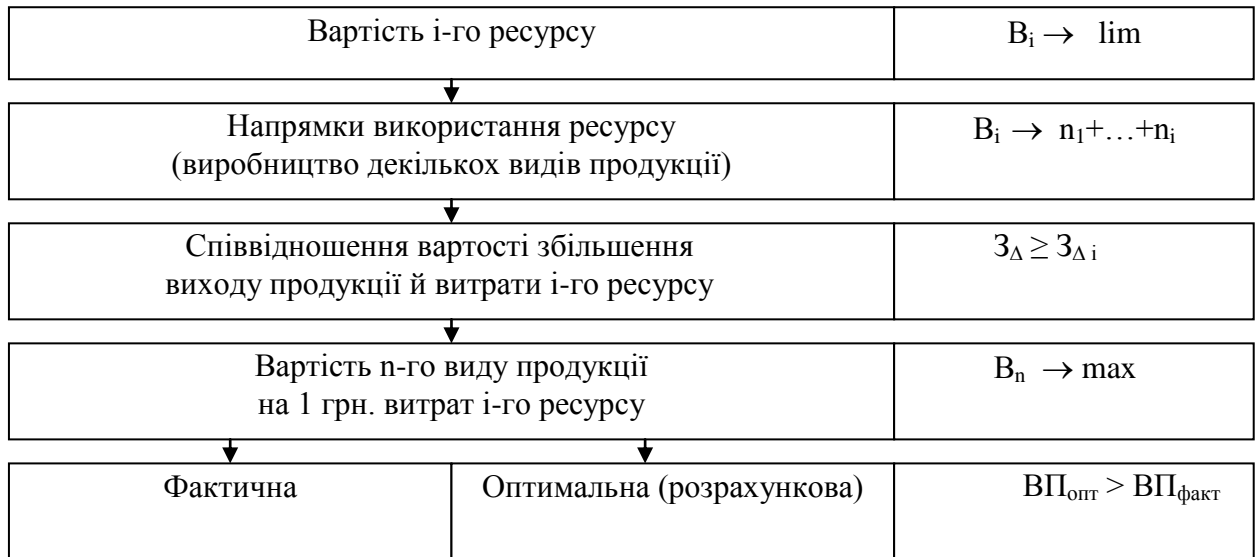 Вартість і-го ресурсу
Bᵢ → lim
Напрямки використання ресурсу
(виробництво декількох видів продукції)
Bᵢ → n₁+…+nᵢ
Співвідношення вартості збільшення
виходу продукції й витрати і-го ресурсу
З_Δ ≥ З_Δ i
Вартість n-го виду продукції
на 1 грн. витрат і-го ресурсу
Bₙ → max
Фактична
Оптимальна (розрахункова)
ВП_опт > ВП_факт